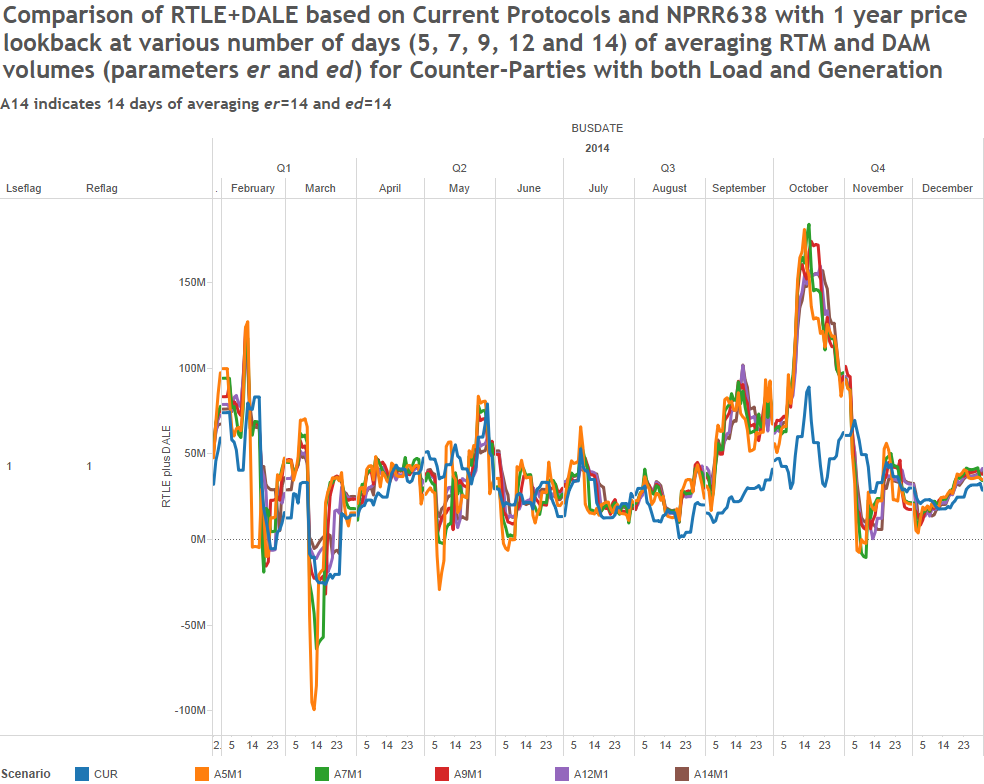 Comparison of RTLE+DALE based on Current Protocols and NPRR638 with 1 year price
lookback at various number of days (5, 7, 9, 12 and 14) of averaging RTM and DAM
volumes (parameters er and ed) for Counter-Parties with both Load and Generation
A14 indicates 14 days of averaging er=14 and ed=14
BUSDATE
2014
Q1 Q2 Q3 Q4
Lseflag Reflag . February March April May June July August September October November December
150M
100M
50M
0M
-50M
-100M
RTLE plus DALE
1 1
2. 5 14 23 5 14 23 5 14 23 5 14 23 5 14 23 5 14 23 5 14 23 5 14 23 5 14 23 5 14 23 5 14 23
Scenario CUR A5M1 A7M1 A9M1 A12M1 A14M1